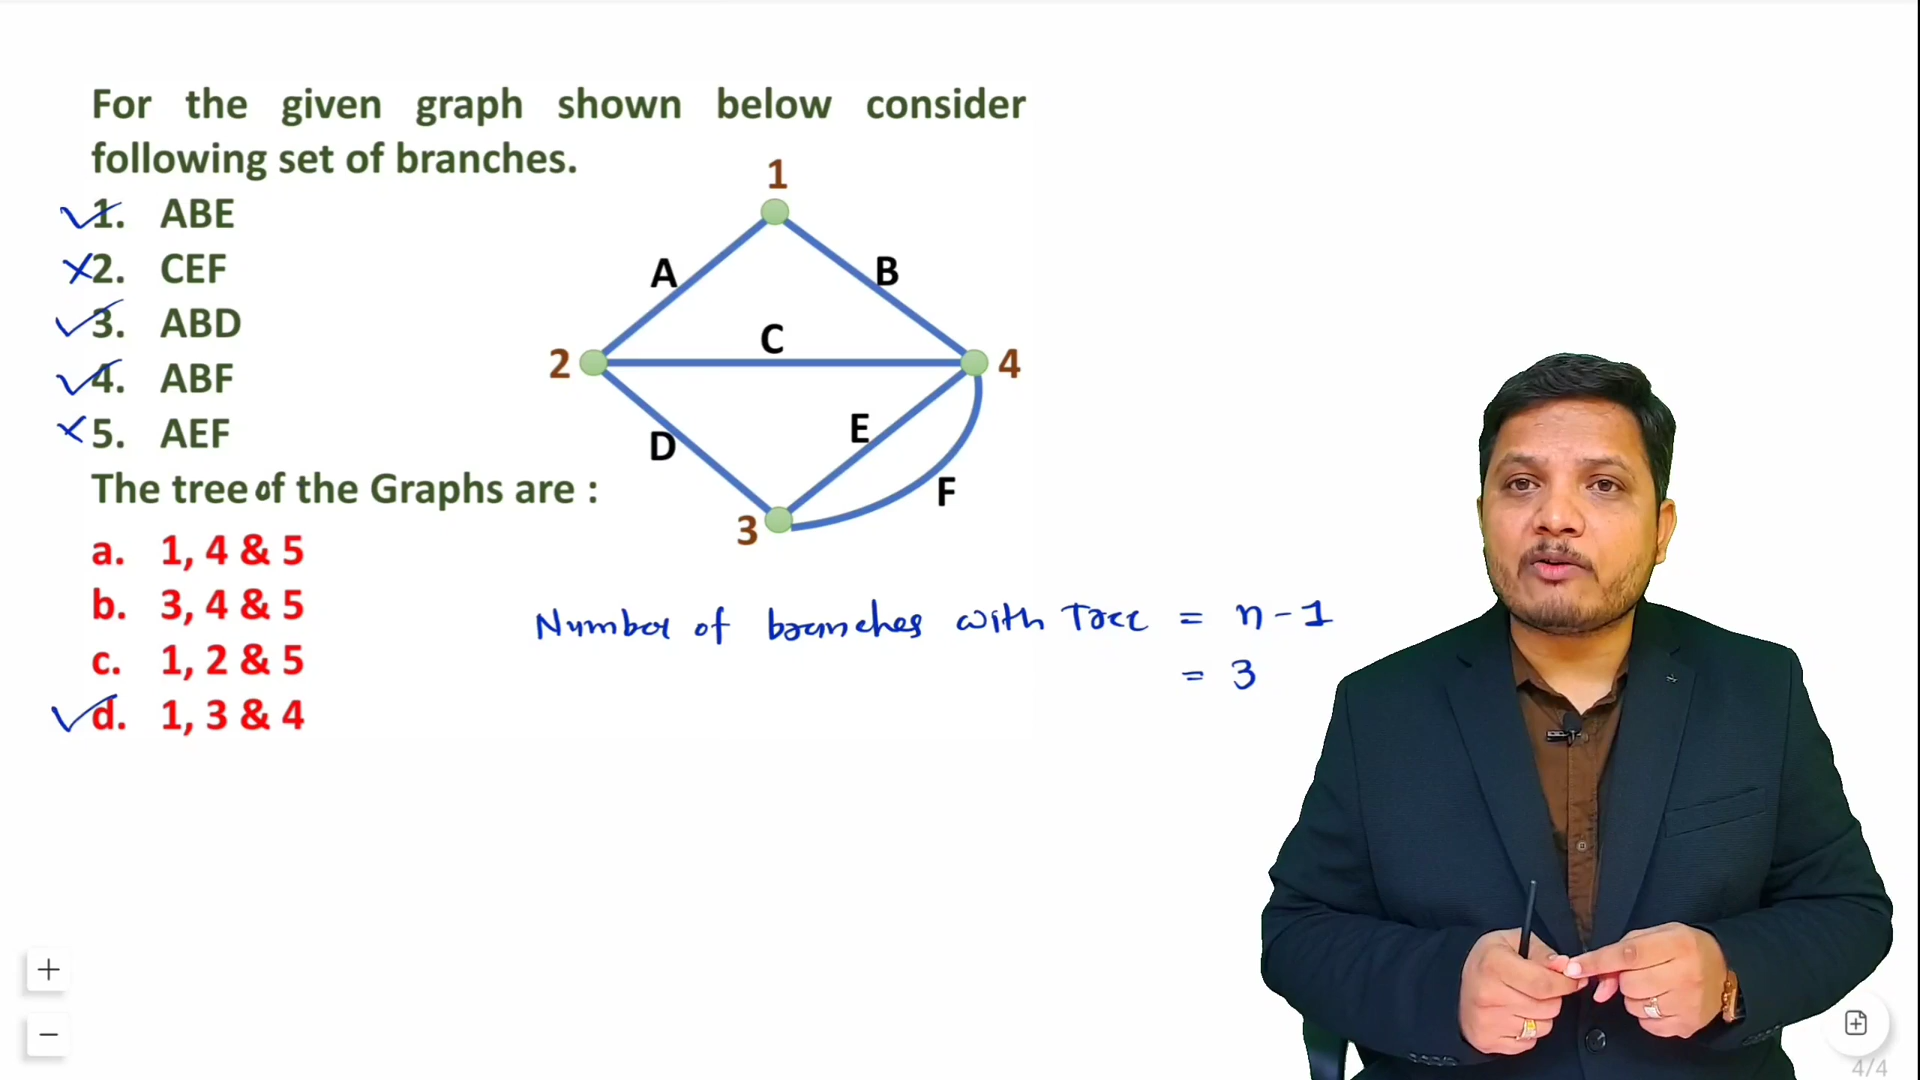 For the given graph shown below consider
following set of branches.
1. ABE
2. CEF
3. ABD
4. ABF
5. AEF
The tree of the Graphs are :
a. 1, 4 & 5
b. 3, 4 & 5
c. 1, 2 & 5
d. 1, 3 & 4
1
A
B
C
2
4
D
E
F
3
Number of branches with Tree = n - 1
= 3
4/4